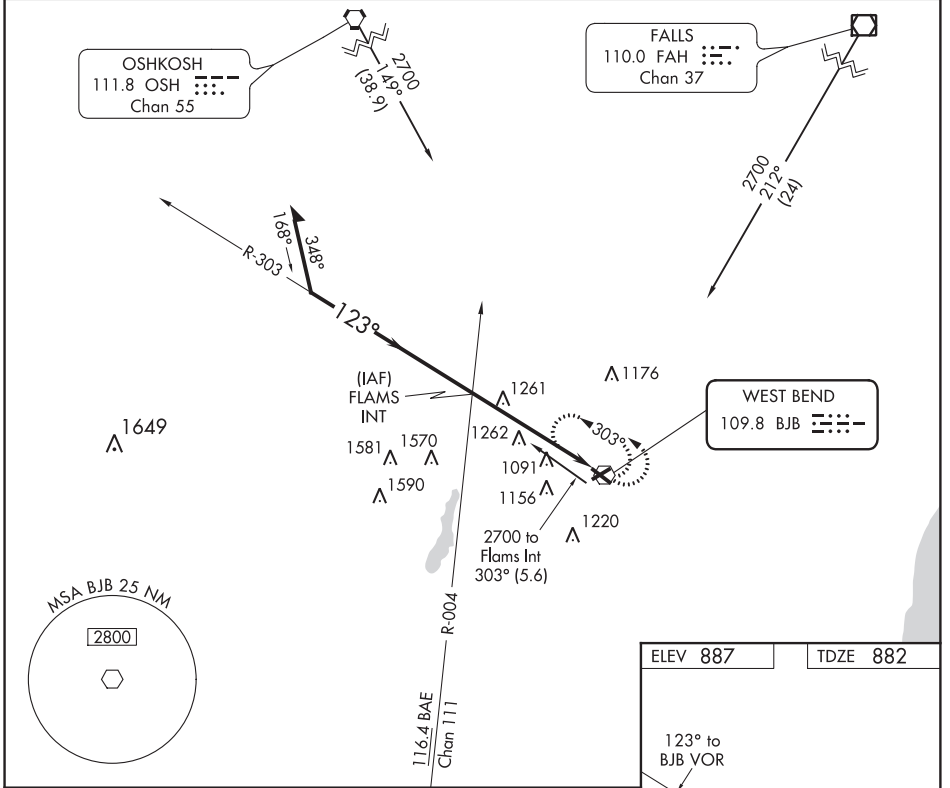 OSHKOSH
111.8 OSH
Chan 55
2700
149°
(38.9)
FALLS
110.0 FAH
Chan 37
2700
212°
(24)
R-303
168°
348°
123°
(IAF)
FLAMS
INT
1261
1176
WEST BEND
109.8 BJB
1649
1581
1570
1262
303°
1091
1590
1156
1220
2700 to
Flams Int
303° (5.6)
MSA BJB 25 NM
2800
R-004
116.4 BAE
Chan 111
ELEV 887
TDZE 882
123° to
BJB VOR